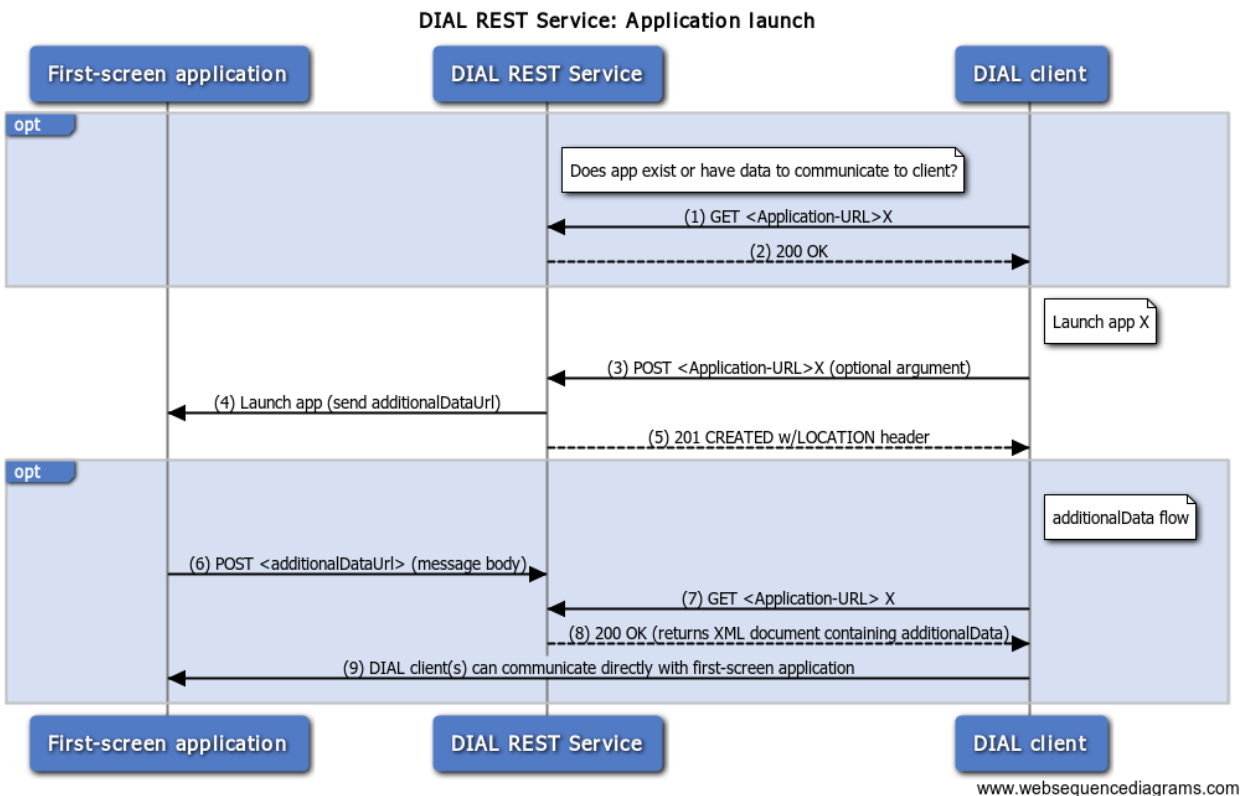 DIAL REST Service: Application launch
First-screen application
DIAL REST Service
DIAL client
opt
Does app exist or have data to communicate to client?
(1) GET <Application-URL>X
(2) 200 OK
Launch app X
(3) POST <Application-URL>X (optional argument)
(4) Launch app (send additionalDataUrl)
(5) 201 CREATED w/LOCATION header
opt
additionalData flow
(6) POST <additionalDataUrl> (message body)
(7) GET <Application-URL> X
(8) 200 OK (returns XML document containing additionalData)
(9) DIAL client(s) can communicate directly with first-screen application
First-screen application
DIAL REST Service
DIAL client
www.websequencediagrams.com